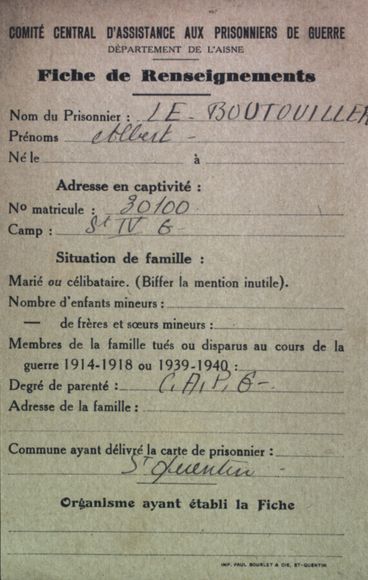 COMITÉ CENTRAL D'ASSISTANCE AUX PRISONNIERS DE GUERRE
DÉPARTEMENT DE L'AISNE
Fiche de Renseignements
Nom du Prisonnier : LE - BOUTOUILLER
Prénoms Albert -
Né le à
Adresse en captivité :
No matricule : 30100
Camp : St IV G -
Situation de famille :
Marié ou célibataire. (Biffer la mention inutile).
Nombre d'enfants mineurs :
— de frères et sœurs mineurs :
Membres de la famille tués ou disparus au cours de la
guerre 1914-1918 ou 1939-1940 :
Degré de parenté : C. A. P. G -
Adresse de la famille :
Commune ayant délivré la carte de prisonnier :
St Quentin -
Organisme ayant établi la Fiche
IMP. PAUL BOURLET & CIE, ST-QUENTIN